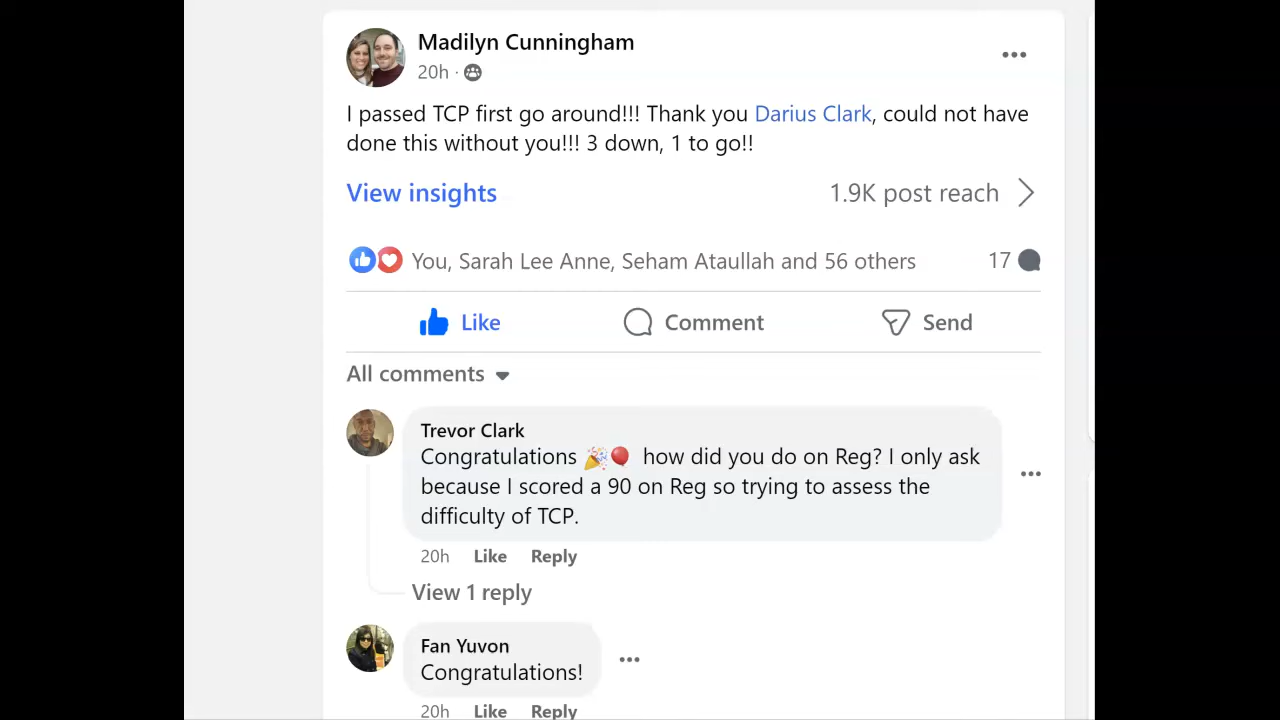 Madilyn Cunningham
20h ·
I passed TCP first go around!!! Thank you Darius Clark, could not have
done this without you!!! 3 down, 1 to go!!
View insights
1.9K post reach
You, Sarah Lee Anne, Seham Ataullah and 56 others
17
Like
Comment
Send
All comments
Trevor Clark
Congratulations 🎉🎈 how did you do on Reg? I only ask
because I scored a 90 on Reg so trying to assess the
difficulty of TCP.
20h Like Reply
View 1 reply
Fan Yuvon
Congratulations!
20h Like Reply